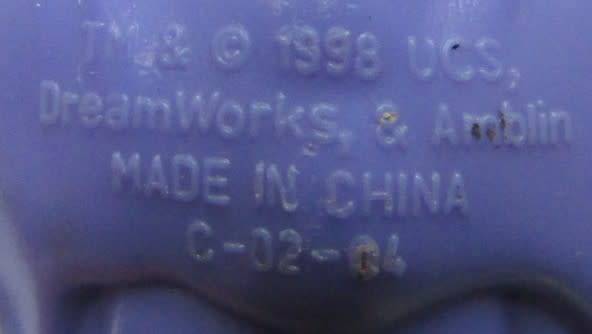 TM & © 1998 UCS,
DreamWorks, & Amblin
MADE IN CHINA
C-02-04